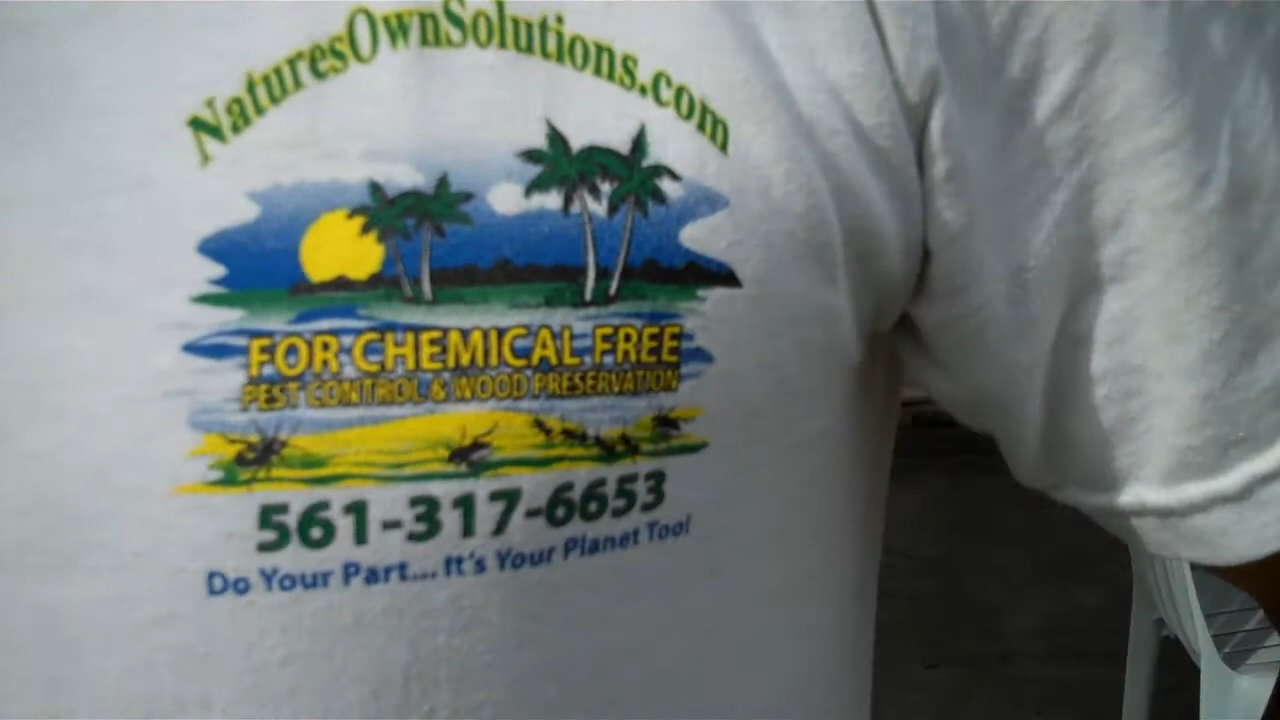 NaturesOwnSolutions.com
FOR CHEMICAL FREE
PEST CONTROL & WOOD PRESERVATION
561-317-6653
Do Your Part... It's Your Planet Too!